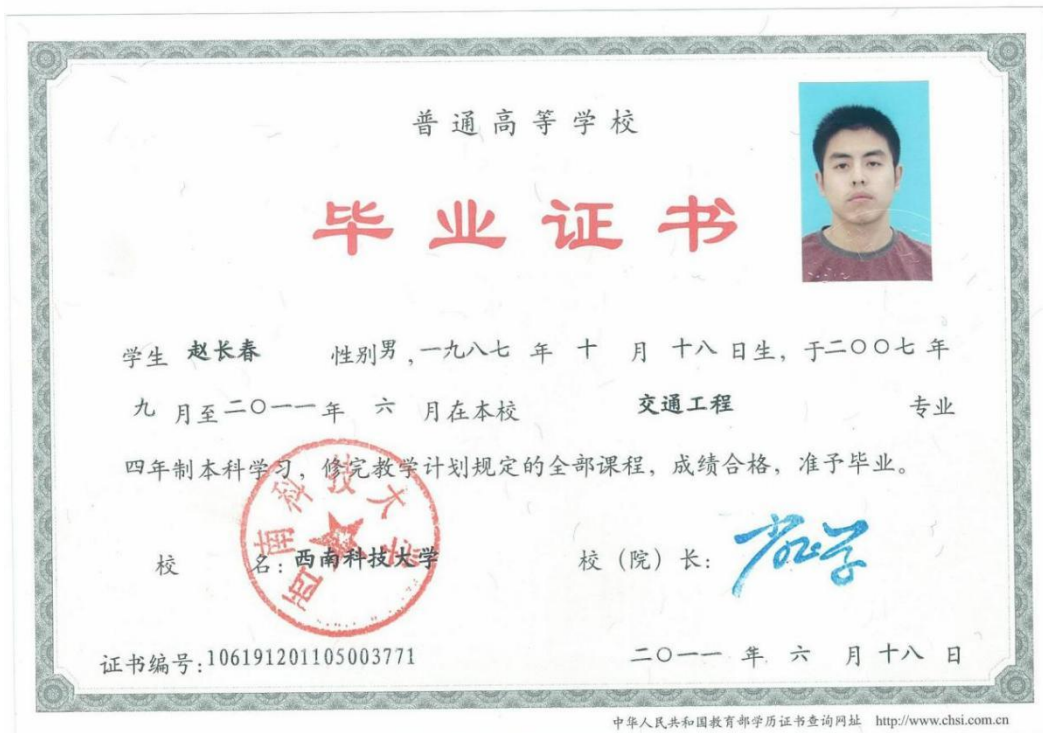 普通高等学校
毕业证书
学生 赵长春 性别男,一九八七年十月十八日生,于二〇〇七年
九月至二〇一一年六月在本校 交通工程 专业
四年制本科学习,修完教学计划规定的全部课程,成绩合格,准予毕业。
西南科技大学
校名:西南科技大学 校(院)长:
证书编号:106191201105003771 二〇一一年六月十八日
中华人民共和国教育部学历证书查询网址 http://www.chsi.com.cn